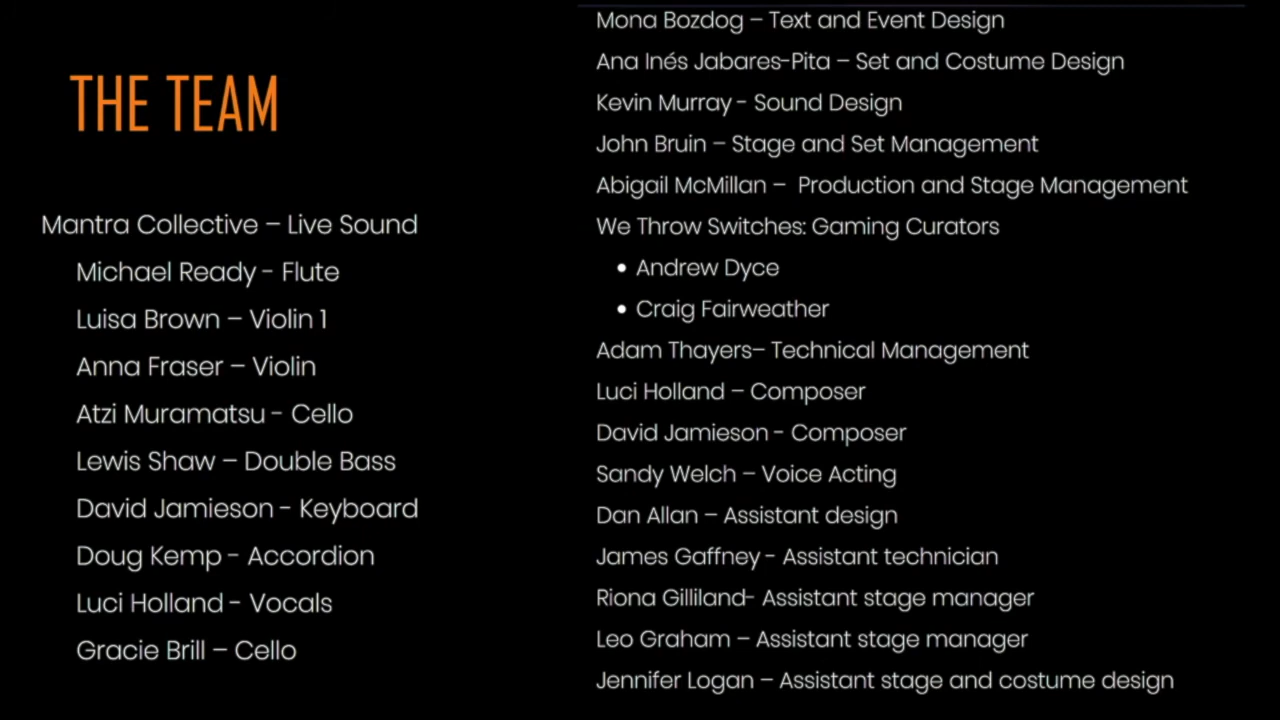 THE TEAM
Mantra Collective – Live Sound
Michael Ready - Flute
Luisa Brown – Violin 1
Anna Fraser – Violin
Atzi Muramatsu - Cello
Lewis Shaw – Double Bass
David Jamieson - Keyboard
Doug Kemp - Accordion
Luci Holland - Vocals
Gracie Brill – Cello
Mona Bozdog – Text and Event Design
Ana Inés Jabares-Pita – Set and Costume Design
Kevin Murray - Sound Design
John Bruin – Stage and Set Management
Abigail McMillan – Production and Stage Management
We Throw Switches: Gaming Curators
• Andrew Dyce
• Craig Fairweather
Adam Thayers– Technical Management
Luci Holland – Composer
David Jamieson - Composer
Sandy Welch – Voice Acting
Dan Allan – Assistant design
James Gaffney - Assistant technician
Riona Gilliland- Assistant stage manager
Leo Graham – Assistant stage manager
Jennifer Logan – Assistant stage and costume design